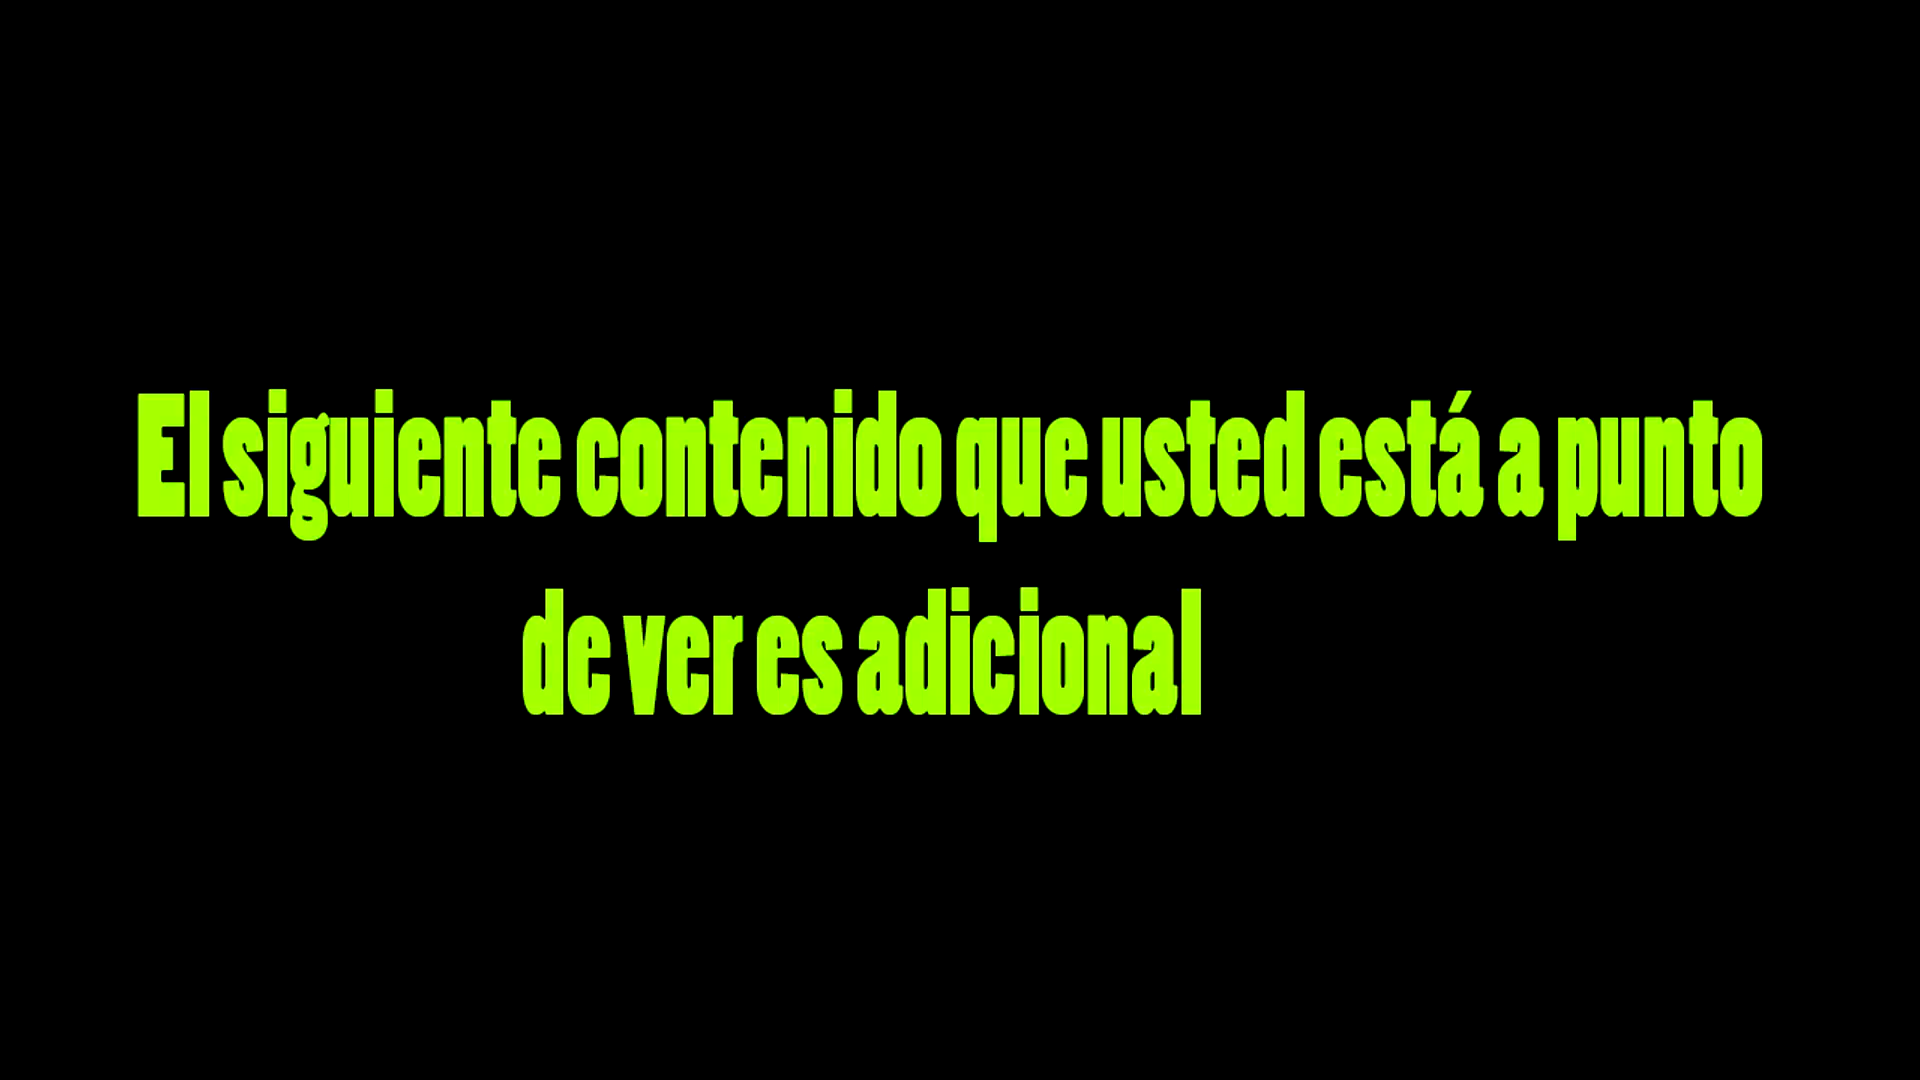 El siguiente contenido que usted está a punto
de ver es adicional